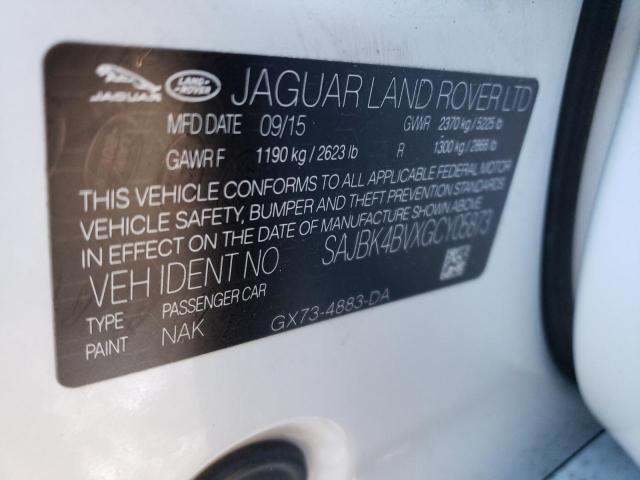 JAGUAR LAND ROVER JAGUAR LAND ROVER LTD
MFD DATE 09/15 GVWR 2370 kg / 5225 lb
GAWR F 1190 kg / 2623 lb R 1300 kg / 2866 lb
THIS VEHICLE CONFORMS TO ALL APPLICABLE FEDERAL MOTOR
VEHICLE SAFETY, BUMPER AND THEFT PREVENTION STANDARDS
IN EFFECT ON THE DATE OF MANUFACTURE SHOWN ABOVE
VEH IDENT NO SAJBK4BVXGCY05873
TYPE PASSENGER CAR
PAINT NAK GX73-4883-DA